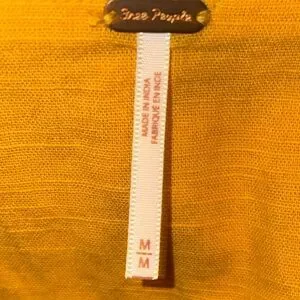 Free People
MADE IN INDIA
FABRIQUÉ EN INDE
M
M